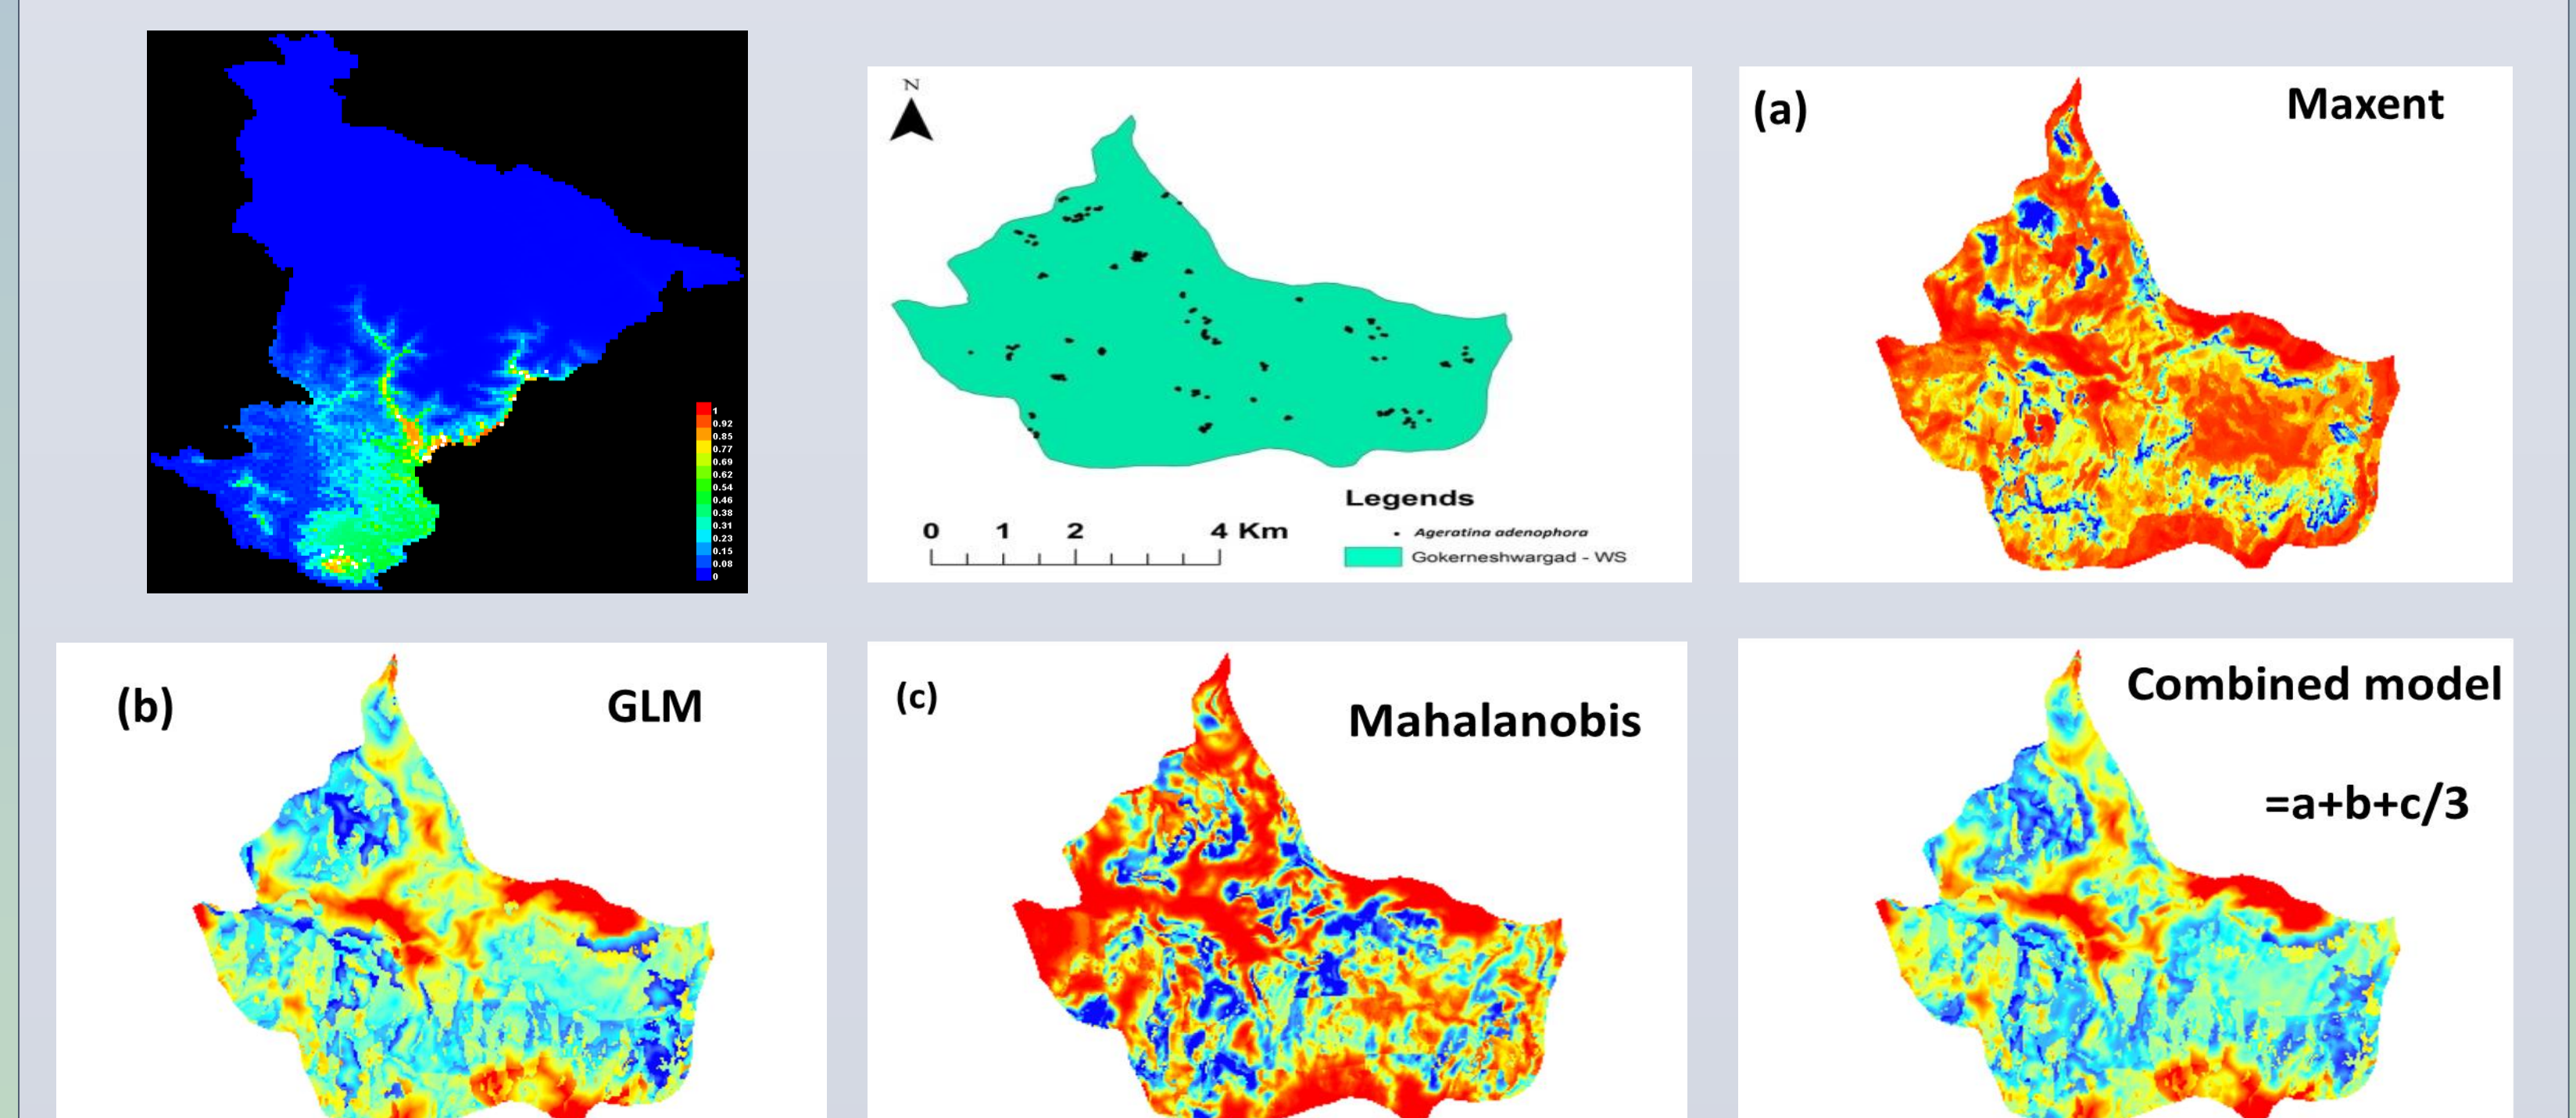 1
0.92
0.85
0.77
0.69
0.62
0.54
0.46
0.38
0.31
0.23
0.15
0.08
0
N
Legends
0 1 2 4 Km
Ageratina adenophora
Gokerneshwargad - WS
(a) Maxent
(b) GLM
(c) Mahalanobis
Combined model
=a+b+c/3